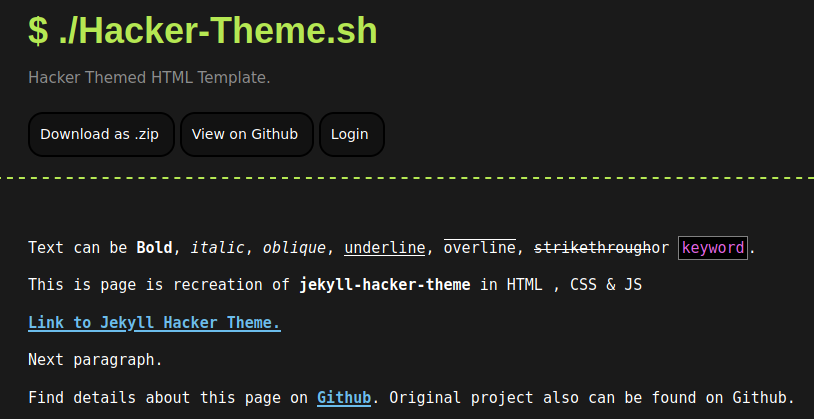 $ ./Hacker-Theme.sh
Hacker Themed HTML Template.
Download as .zip View on Github Login
Text can be Bold, italic, oblique, underline, overline, strikethroughor keyword.
This is page is recreation of jekyll-hacker-theme in HTML , CSS & JS
Link to Jekyll Hacker Theme.
Next paragraph.
Find details about this page on Github. Original project also can be found on Github.